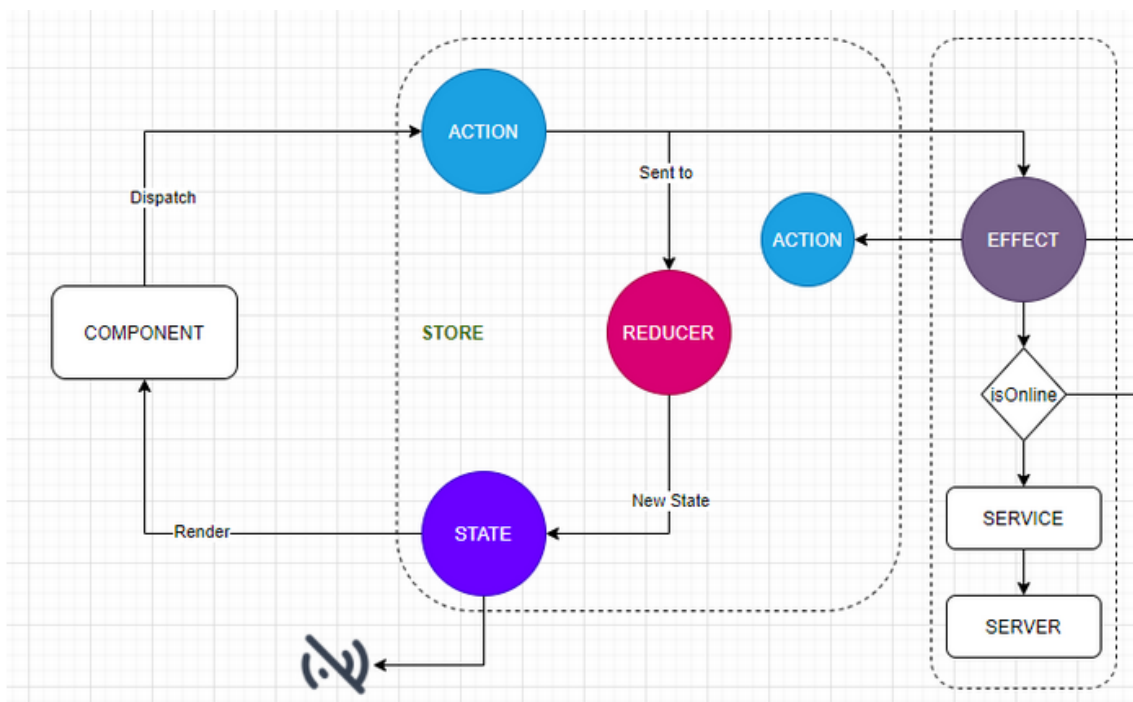 ACTION
Sent to
Dispatch
ACTION
EFFECT
COMPONENT
STORE
REDUCER
isOnline
New State
SERVICE
Render
STATE
SERVER